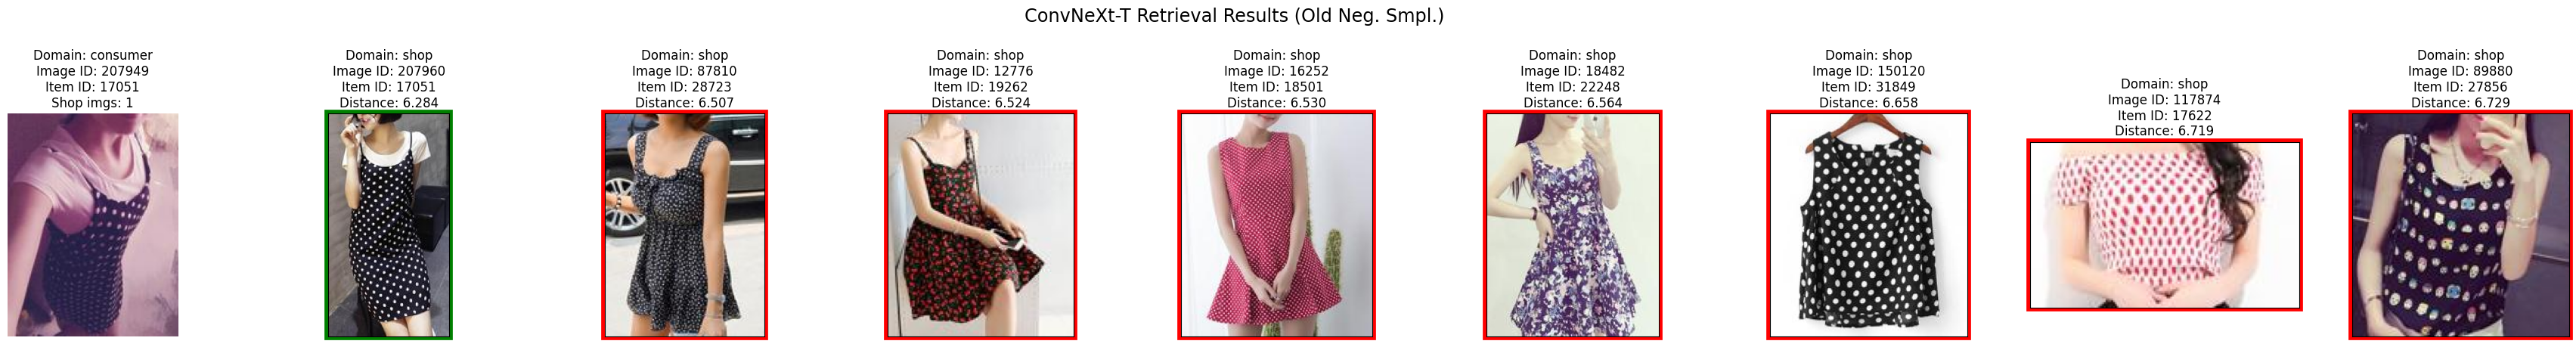 ConvNeXt-T Retrieval Results (Old Neg. Smpl.)
Domain: consumer
Image ID: 207949
Item ID: 17051
Shop imgs: 1
Domain: shop
Image ID: 207960
Item ID: 17051
Distance: 6.284
Domain: shop
Image ID: 87810
Item ID: 28723
Distance: 6.507
Domain: shop
Image ID: 12776
Item ID: 19262
Distance: 6.524
Domain: shop
Image ID: 16252
Item ID: 18501
Distance: 6.530
Domain: shop
Image ID: 18482
Item ID: 22248
Distance: 6.564
Domain: shop
Image ID: 150120
Item ID: 31849
Distance: 6.658
Domain: shop
Image ID: 117874
Item ID: 17622
Distance: 6.719
Domain: shop
Image ID: 89880
Item ID: 27856
Distance: 6.729